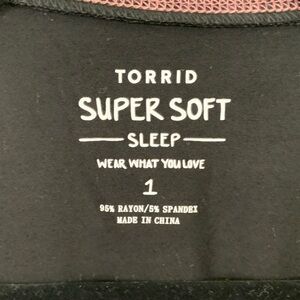 TORRID
SUPER SOFT
SLEEP
WEAR WHAT YOU LOVE
1
95% RAYON/5% SPANDEX
MADE IN CHINA